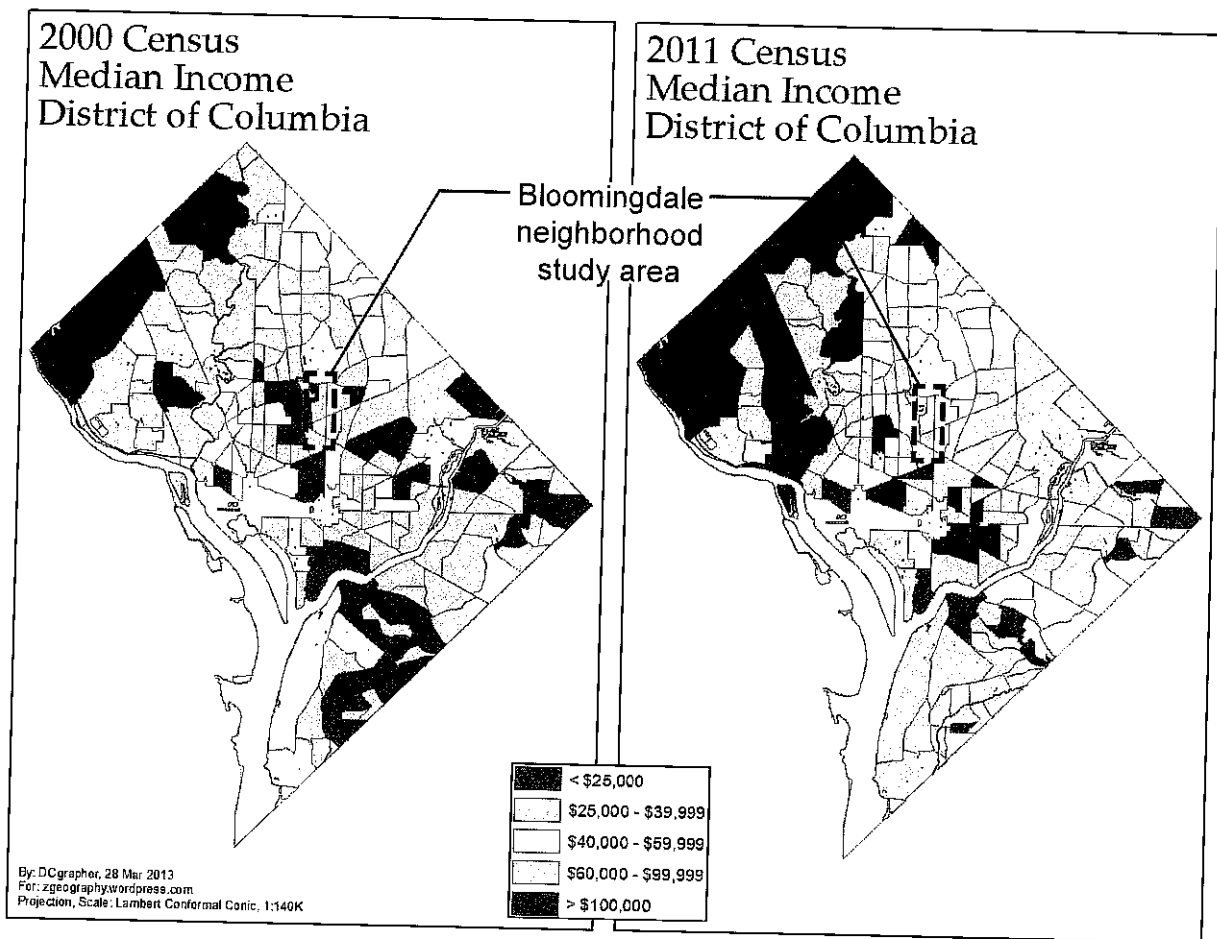 2000 Census
Median Income
District of Columbia
2011 Census
Median Income
District of Columbia
Bloomingdale
neighborhood
study area
< $25,000
$25,000 - $39,999
$40,000 - $59,999
$60,000 - $99,999
> $100,000
By: DCgrapher, 28 Mar 2013
For: zgeography.wordpress.com
Projection, Scale: Lambert Conformal Conic, 1:140K